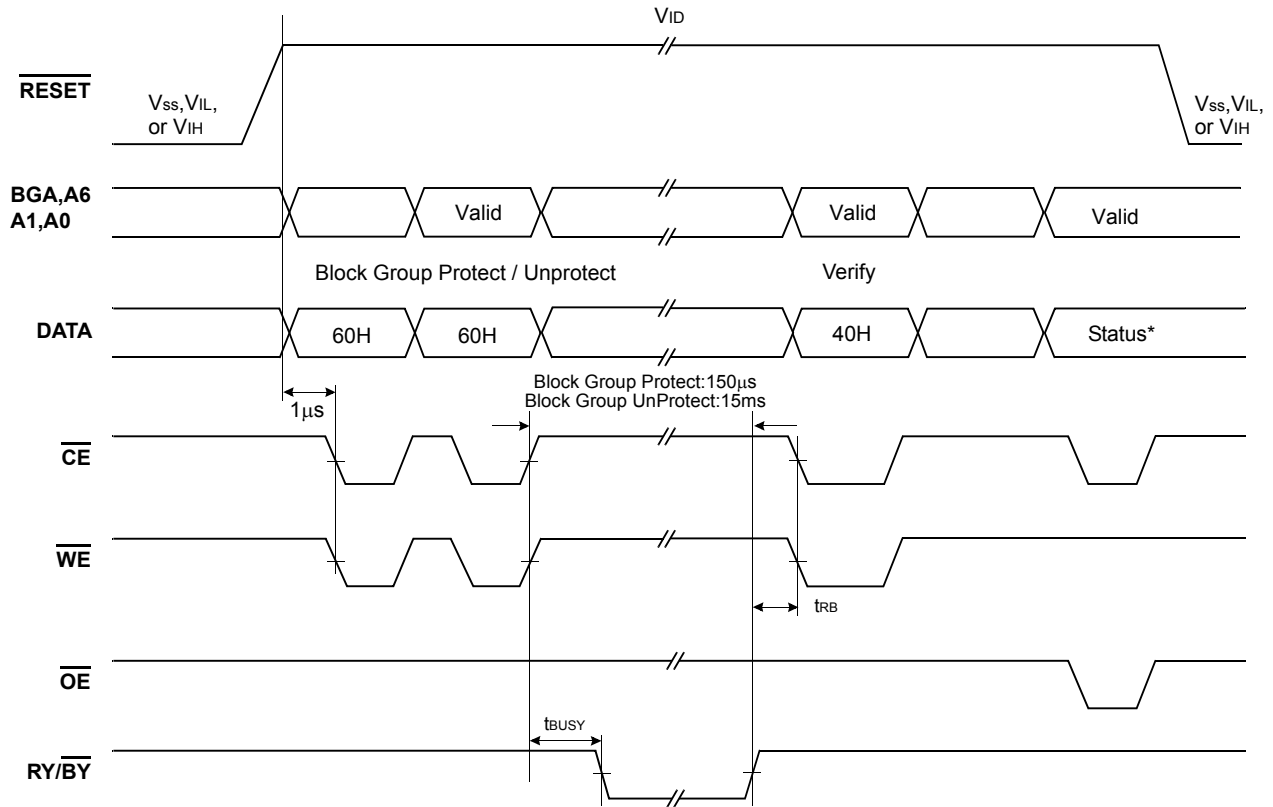 VID
RESET
Vss,VIL,
or VIH
Vss,VIL,
or VIH
BGA,A6
A1,A0
Valid
Valid
Valid
Block Group Protect / Unprotect
Verify
DATA
60H
60H
40H
Status*
1μs
Block Group Protect:150μs
Block Group UnProtect:15ms
CE
WE
tRB
OE
tBUSY
RY/BY